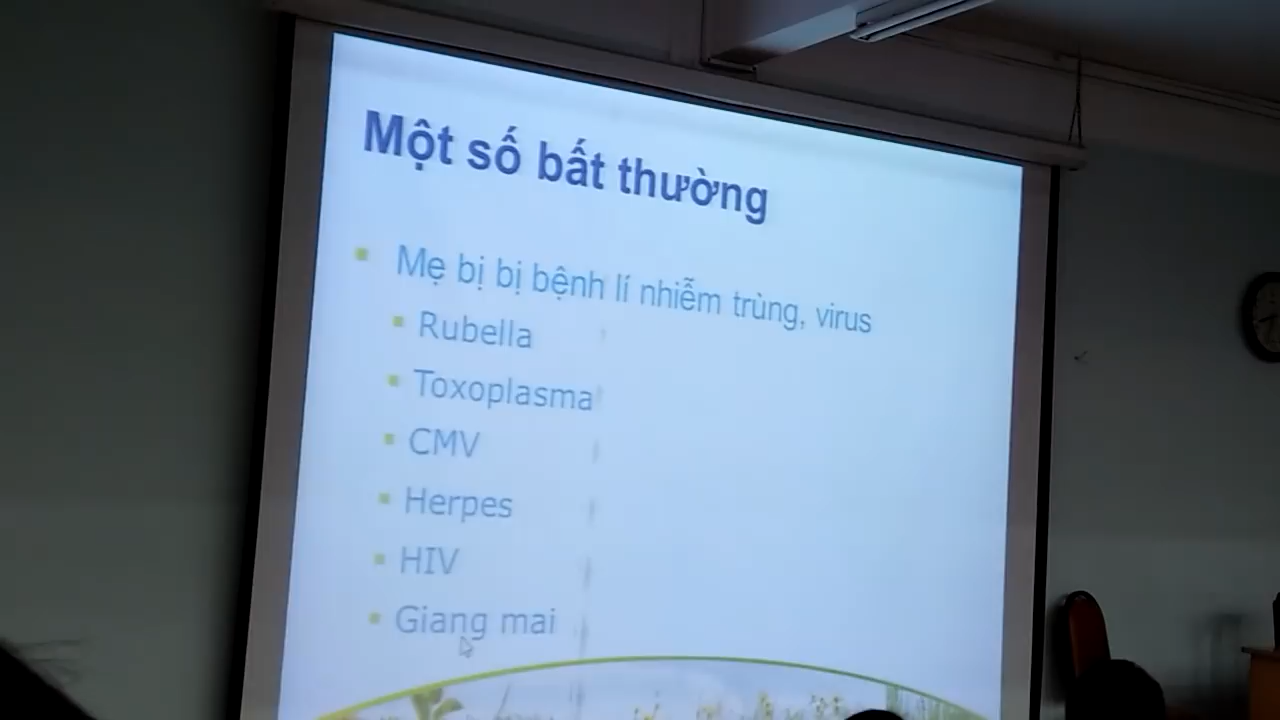 Một số bất thường
Mẹ bị bị bệnh lí nhiễm trùng, virus
Rubella
Toxoplasma
CMV
Herpes
HIV
Giang mai